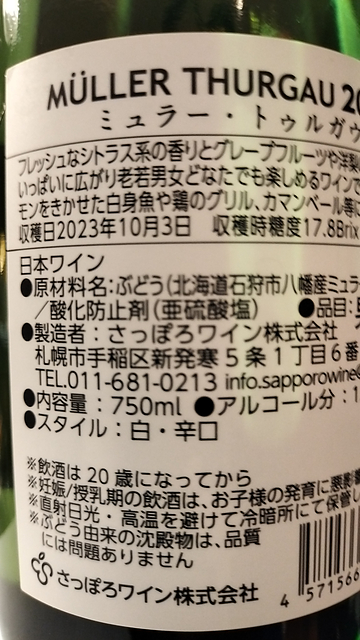 MÜLLER THURGAU 20
ミュラー・トゥルガウ
フレッシュなシトラス系の香りとグレープフルーツや洋梨
いっぱいに広がり老若男女どなたでも楽しめるワイン
モンをきかせた白身魚や鶏のグリル、カマンベール等に
収穫日2023年10月3日 収穫時糖度17.8Brix
日本ワイン
●原材料名:ぶどう(北海道石狩市八幡産ミュラ
/酸化防止剤(亜硫酸塩) ●品目:
●製造者:さっぽろワイン株式会社
札幌市手稲区新発寒5条1丁目6番
TEL.011-681-0213 info.sapporowine
●内容量:750ml ●アルコール分:1
●スタイル:白・辛口
※飲酒は20歳になってから
※妊娠/授乳期の飲酒は、お子様の発育に悪影響
※直射日光・高温を避けて冷暗所にて保管
※ぶどう由来の沈殿物は、品質
には問題ありません
さっぽろワイン株式会社
4 571566